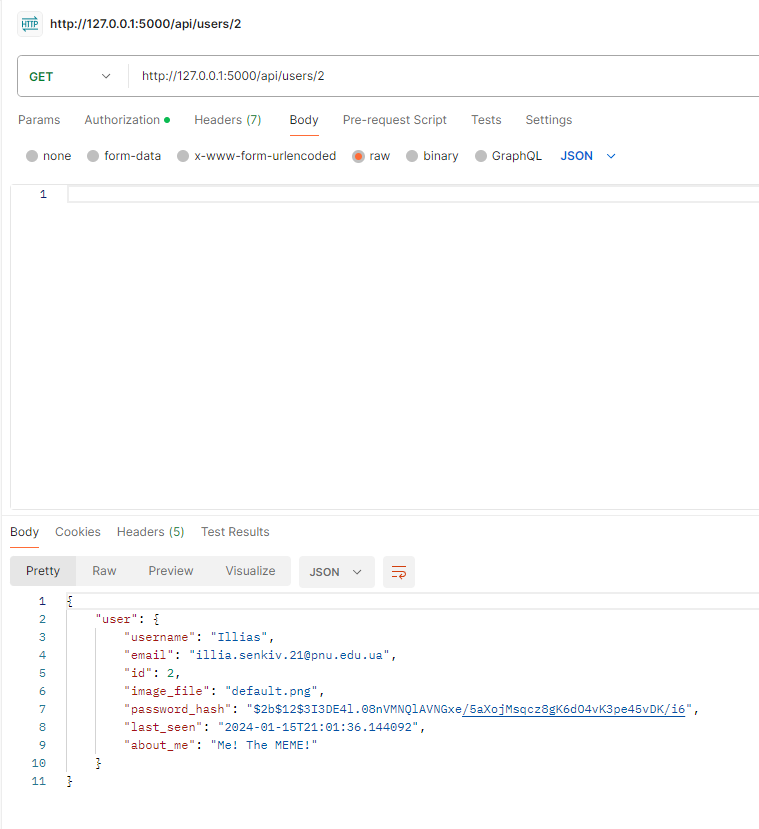 HTTP http://127.0.0.1:5000/api/users/2
GET http://127.0.0.1:5000/api/users/2
Params Authorization Headers (7) Body Pre-request Script Tests Settings
none form-data x-www-form-urlencoded raw binary GraphQL JSON
1
Body Cookies Headers (5) Test Results
Pretty Raw Preview Visualize JSON
1 {
2 "user": {
3 "username": "Illias",
4 "email": "illia.senkiv.21@pnu.edu.ua",
5 "id": 2,
6 "image_file": "default.png",
7 "password_hash": "$2b$12$3I3DE4l.08nVMNQlAVNGxe/5aXojMsqcz8gK6dO4vK3pe45vDK/i6",
8 "last_seen": "2024-01-15T21:01:36.144092",
9 "about_me": "Me! The MEME!"
10 }
11 }